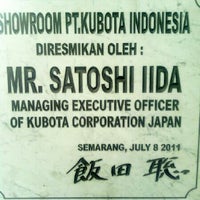 SHOWROOM PT.KUBOTA INDONESIA
DIRESMIKAN OLEH :
MR. SATOSHI IIDA
MANAGING EXECUTIVE OFFICER
OF KUBOTA CORPORATION JAPAN
SEMARANG, JULY 8 2011
飯田 聡